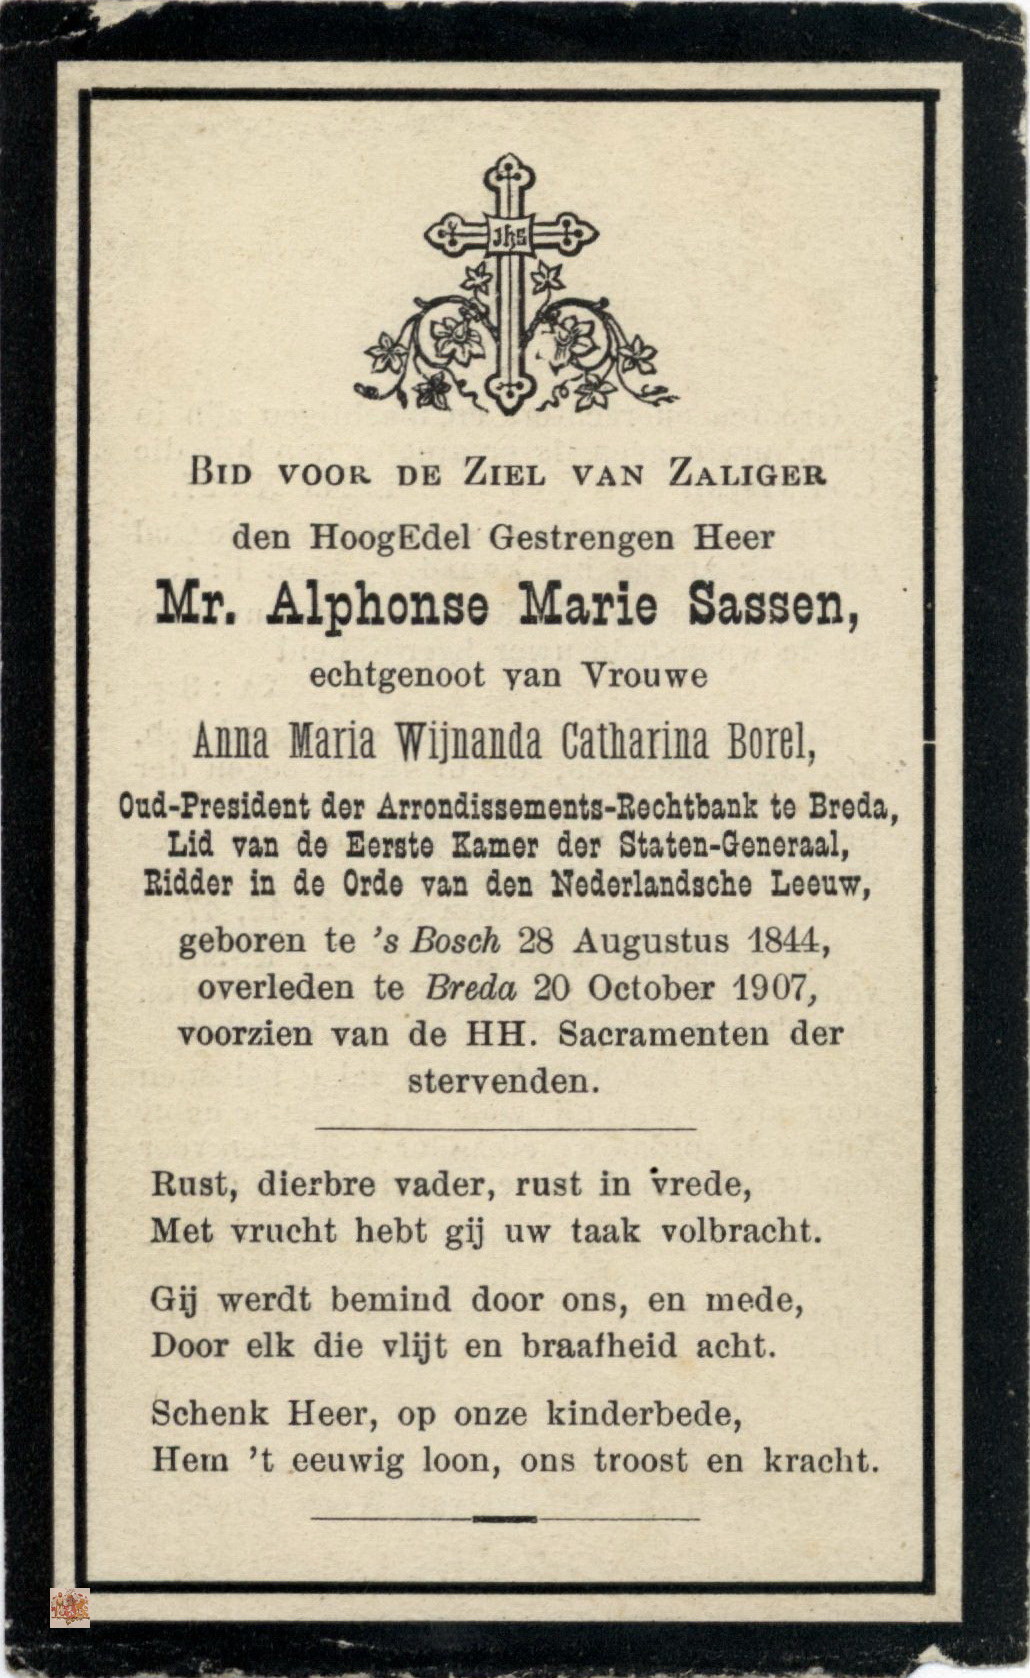 Jhs
Bid voor de Ziel van Zaliger
den HoogEdel Gestrengen Heer
Mr. Alphonse Marie Sassen,
echtgenoot van Vrouwe
Anna Maria Wijnanda Catharina Borel,
Oud-President der Arrondissements-Rechtbank te Breda,
Lid van de Eerste Kamer der Staten-Generaal,
Ridder in de Orde van den Nederlandsche Leeuw,
geboren te 's Bosch 28 Augustus 1844,
overleden te Breda 20 October 1907,
voorzien van de HH. Sacramenten der
stervenden.
Rust, dierbre vader, rust in vrede,
Met vrucht hebt gij uw taak volbracht.
Gij werdt bemind door ons, en mede,
Door elk die vlijt en braafheid acht.
Schenk Heer, op onze kinderbede,
Hem 't eeuwig loon, ons troost en kracht.